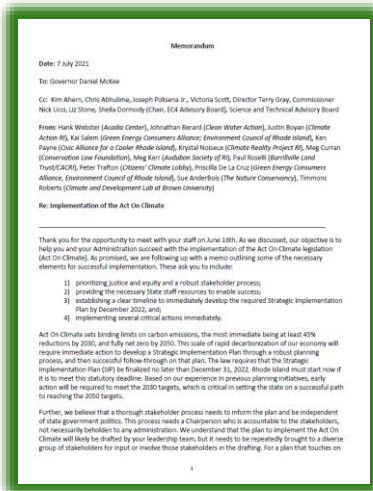 Memorandum
Date: 7 July 2021
To: Governor Daniel McKee
Cc: Kim Ahern, Chris Abhulime, Joseph Polisena Jr., Victoria Scott, Director Terry Gray, Commissioner
Nick Ucci, Liz Stone, Sheila Dormody (Chair, EC4 Advisory Board), Science and Technical Advisory Board
From: Hank Webster (Acadia Center), Johnathan Berard (Clean Water Action), Justin Boyan (Climate
Action RI), Kai Salem (Green Energy Consumers Alliance; Environment Council of Rhode Island), Ken
Payne (Civic Alliance for a Cooler Rhode Island), Krystal Noiseux (Climate Reality Project RI), Meg Curran
(Conservation Law Foundation), Meg Kerr (Audubon Society of RI), Paul Roselli (Burrillville Land
Trust/CACRI), Peter Trafton (Citizens' Climate Lobby), Priscilla De La Cruz (Green Energy Consumers
Alliance, Environment Council of Rhode Island), Sue AnderBois (The Nature Conservancy), Timmons
Roberts (Climate and Development Lab at Brown University)
Re: Implementation of the Act On Climate
Thank you for the opportunity to meet with your staff on June 18th. As we discussed, our objective is to
help you and your Administration succeed with the implementation of the Act On Climate legislation
(Act On Climate). As promised, we are following up with a memo outlining some of the necessary
elements for successful implementation. These ask you to include:
1) prioritizing justice and equity and a robust stakeholder process;
2) providing the necessary State staff resources to enable success;
3) establishing a clear timeline to immediately develop the required Strategic Implementation
Plan by December 2022, and;
4) implementing several critical actions immediately.
Act On Climate sets binding limits on carbon emissions, the most immediate being at least 45%
reductions by 2030, and fully net zero by 2050. This scale of rapid decarbonization of our economy will
require immediate action to develop a Strategic Implementation Plan through a robust planning
process, and then successful follow-through on that plan. The law requires that the Strategic
Implementation Plan (SIP) be finalized no later than December 31, 2022. Rhode Island must start now if
it is to meet this statutory deadline. Based on our experience in previous planning initiatives, early
action will be required to meet the 2030 targets, which is critical in setting the state on a successful path
to reaching the 2050 targets.
Further, we believe that a thorough stakeholder process needs to inform the plan and be independent
of state government politics. This process needs a Chairperson who is accountable to the stakeholders,
not necessarily beholden to any administration. We understand that the plan to implement the Act On
Climate will likely be drafted by your leadership team, but it needs to be repeatedly brought to a diverse
group of stakeholders for input or involve those stakeholders in the drafting. For a plan that touches on
1